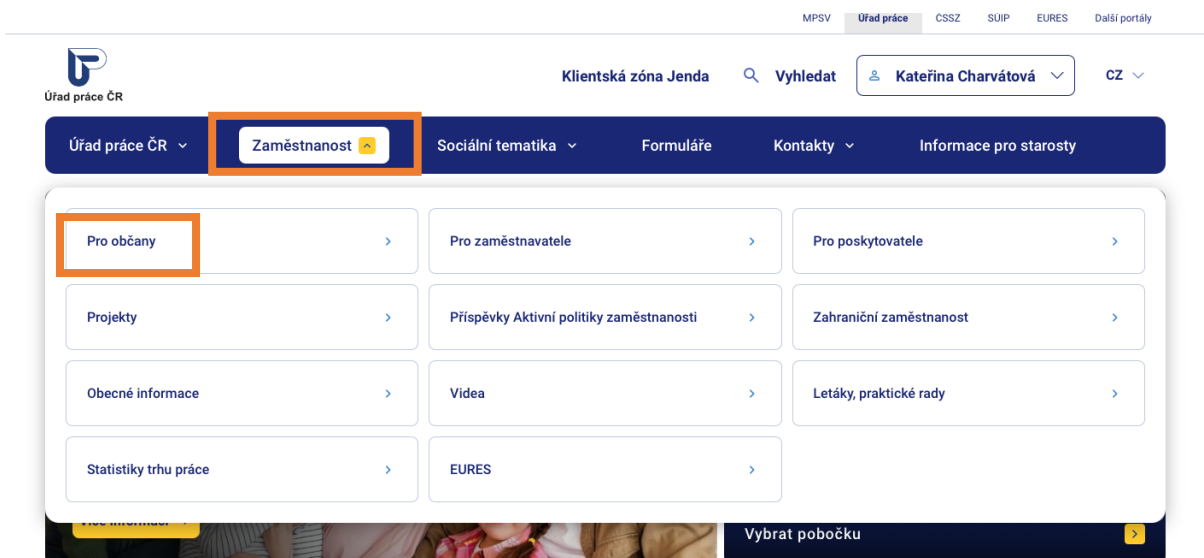 MPSV Úřad práce ČSSZ SÚIP EURES Další portály
Úřad práce ČR
Klientská zóna Jenda Vyhledat Kateřina Charvátová CZ
Úřad práce ČR Zaměstnanost Sociální tematika Formuláře Kontakty Informace pro starosty
Pro občany Pro zaměstnavatele Pro poskytovatele
Projekty Příspěvky Aktivní politiky zaměstnanosti Zahraniční zaměstnanost
Obecné informace Videa Letáky, praktické rady
Statistiky trhu práce EURES
Více informací
Vybrat pobočku